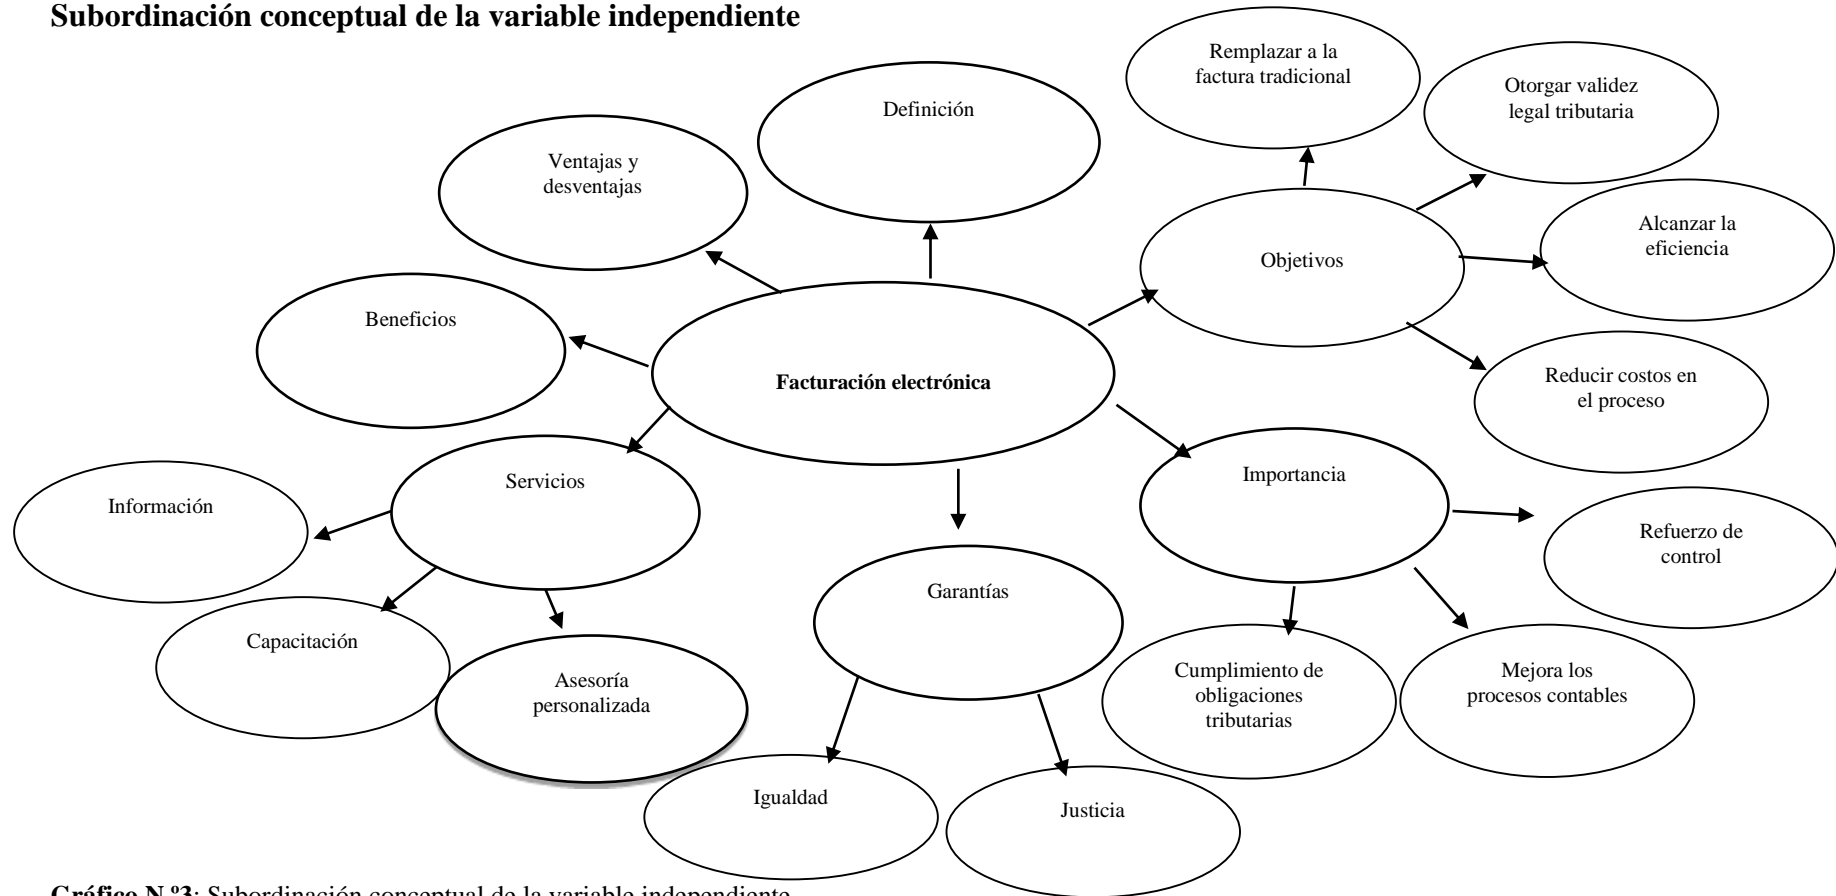 Subordinación conceptual de la variable independiente
Remplazar a la
factura tradicional
Otorgar validez
legal tributaria
Definición
Ventajas y
desventajas
Alcanzar la
eficiencia
Objetivos
Beneficios
Facturación electrónica
Reducir costos en
el proceso
Importancia
Servicios
Información
Refuerzo de
control
Garantías
Capacitación
Asesoría
personalizada
Cumplimiento de
obligaciones
tributarias
Mejora los
procesos contables
Igualdad
Justicia
Gráfico N.º3: Subordinación conceptual de la variable independiente